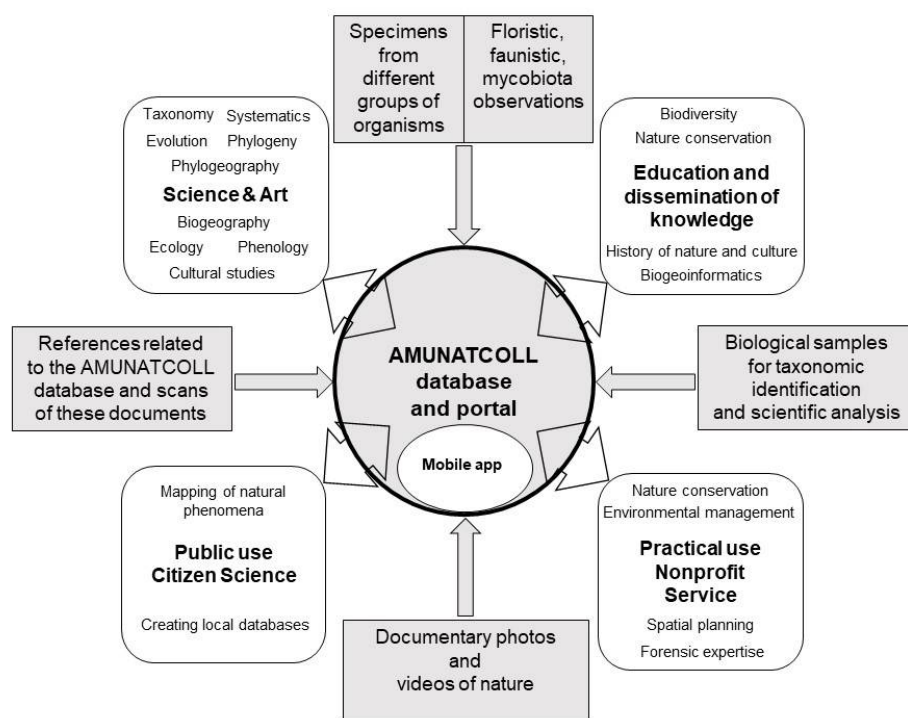 Specimens
from
different
groups of
organisms
Floristic,
faunistic,
mycobiota
observations
Taxonomy Systematics
Evolution Phylogeny
Phylogeography
Science & Art
Biogeography
Ecology Phenology
Cultural studies
Biodiversity
Nature conservation
Education and
dissemination of
knowledge
History of nature and culture
Biogeoinformatics
References related
to the AMUNATCOLL
database and scans
of these documents
AMUNATCOLL
database
and portal
Mobile app
Biological samples
for taxonomic
identification
and scientific analysis
Mapping of natural
phenomena
Public use
Citizen Science
Creating local databases
Nature conservation
Environmental management
Practical use
Nonprofit
Service
Spatial planning
Forensic expertise
Documentary photos
and
videos of nature